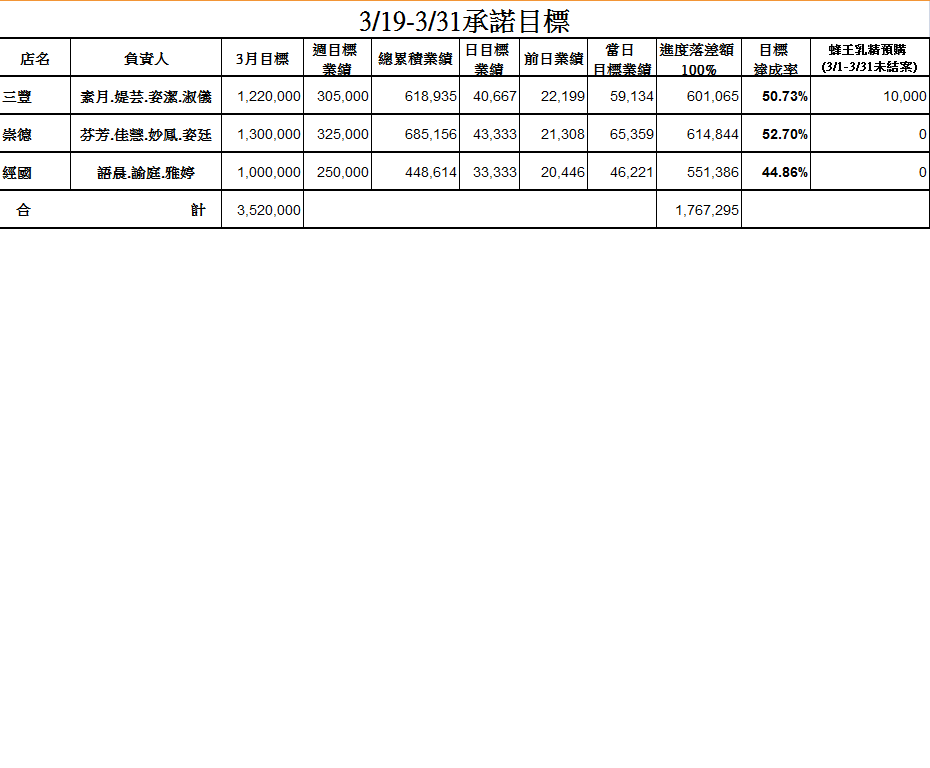 3/19-3/31承諾目標
店名 負責人 3月目標 週目標業績 總累積業績 日目標業績 前日業績 當日目標業績 進度落差額100% 目標達成率 蜂王乳精預購(3/1-3/31未結案)
三豐 素月.媞芸.姿潔.淑儀 1,220,000 305,000 618,935 40,667 22,199 59,134 601,065 50.73% 10,000
崇德 芬芳.佳慧.妙鳳.姿廷 1,300,000 325,000 685,156 43,333 21,308 65,359 614,844 52.70% 0
經國 語晨.諭庭.雅婷 1,000,000 250,000 448,614 33,333 20,446 46,221 551,386 44.86% 0
合計 3,520,000 1,767,295